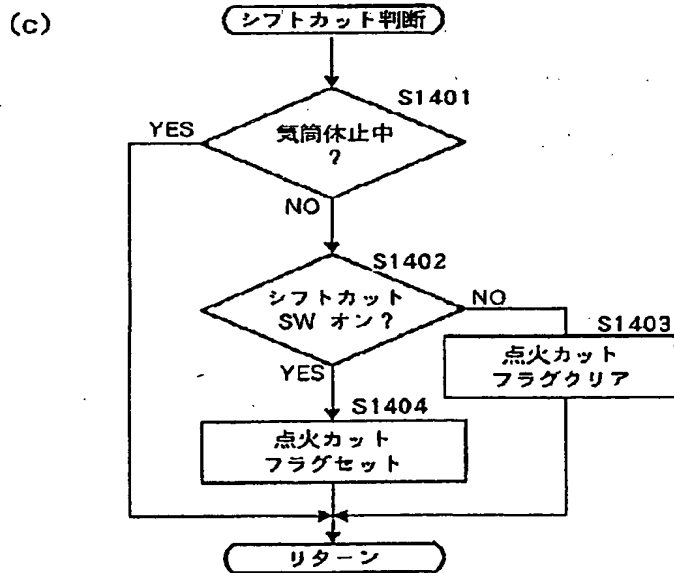 (c)
シフトカット判断
S1401
YES
気筒休止中
?
NO
S1402
シフトカット
SW オン?
NO
S1403
YES
点火カット
フラグクリア
S1404
点火カット
フラグセット
リターン